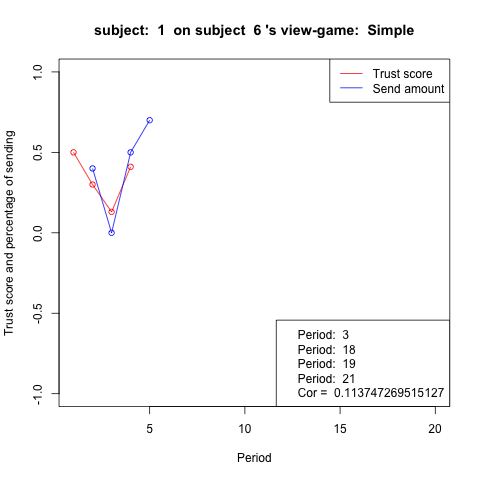 subject:  1  on subject  6 's view-game:  Simple
Trust score
Send amount
1.0
0.5
0.0
-0.5
-1.0
Trust score and percentage of sending
Period:  3
Period:  18
Period:  19
Period:  21
Cor =  0.113747269515127
5
10
15
20
Period